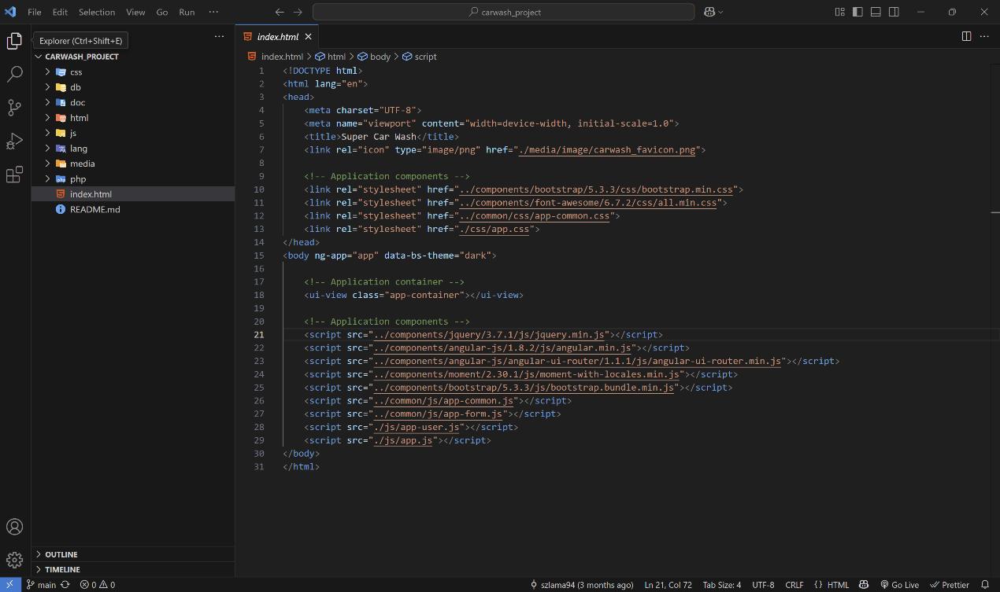 File Edit Selection View Go Run ···
carwash_project
Explorer (Ctrl+Shift+E)
CARWASH_PROJECT
css
db
doc
html
js
lang
media
php
index.html
README.md
OUTLINE
TIMELINE
index.html
index.html > html > body > script
1 <!DOCTYPE html>
2 <html lang="en">
3 <head>
4 <meta charset="UTF-8">
5 <meta name="viewport" content="width=device-width, initial-scale=1.0">
6 <title>Super Car Wash</title>
7 <link rel="icon" type="image/png" href="./media/image/carwash_favicon.png">
8
9 <!-- Application components -->
10 <link rel="stylesheet" href="../components/bootstrap/5.3.3/css/bootstrap.min.css">
11 <link rel="stylesheet" href="../components/font-awesome/6.7.2/css/all.min.css">
12 <link rel="stylesheet" href="../common/css/app-common.css">
13 <link rel="stylesheet" href="./css/app.css">
14 </head>
15 <body ng-app="app" data-bs-theme="dark">
16
17 <!-- Application container -->
18 <ui-view class="app-container"></ui-view>
19
20 <!-- Application components -->
21 <script src="../components/jquery/3.7.1/js/jquery.min.js"></script>
22 <script src="../components/angular-js/1.8.2/js/angular.min.js"></script>
23 <script src="../components/angular-js/angular-ui-router/1.1.1/js/angular-ui-router.min.js"></script>
24 <script src="../components/moment/2.30.1/js/moment-with-locales.min.js"></script>
25 <script src="../components/bootstrap/5.3.3/js/bootstrap.bundle.min.js"></script>
26 <script src="../common/js/app-common.js"></script>
27 <script src="../common/js/app-form.js"></script>
28 <script src="./js/app-user.js"></script>
29 <script src="./js/app.js"></script>
30 </body>
31 </html>
main 0 0 szlama94 (3 months ago) Ln 21, Col 72 Tab Size: 4 UTF-8 CRLF {} HTML Go Live Prettier